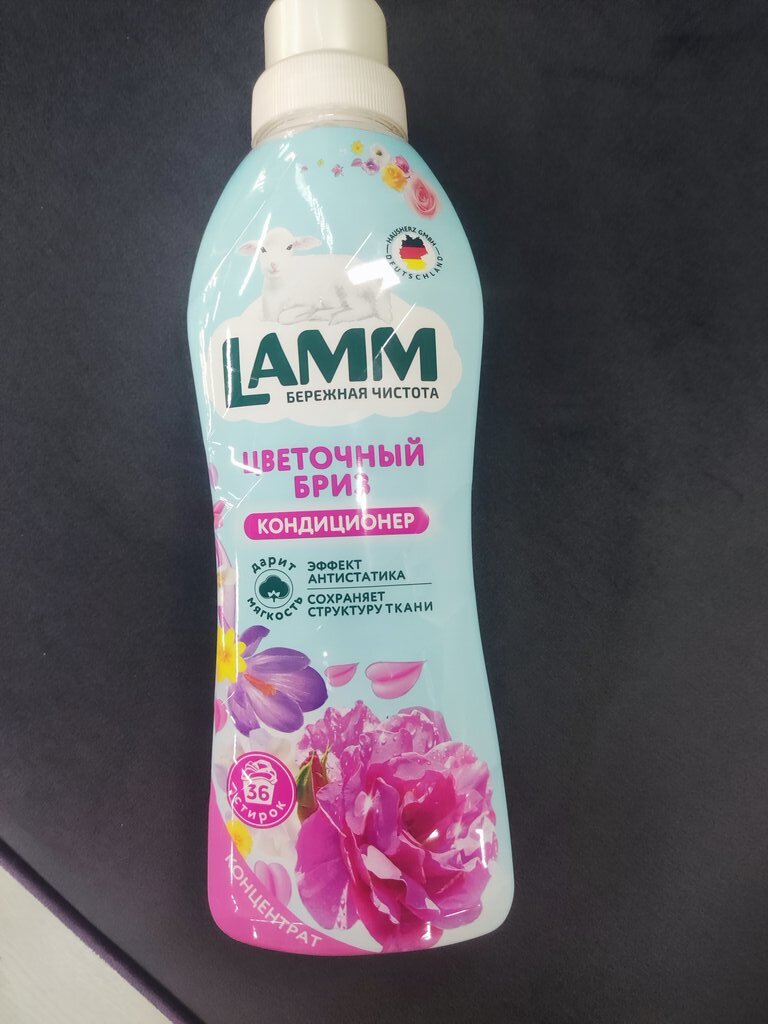 HAUSHERZ GMBH
DEUTSCHLAND
LAMM
БЕРЕЖНАЯ ЧИСТОТА
ЦВЕТОЧНЫЙ
БРИЗ
КОНДИЦИОНЕР
дарит
мягкость
ЭФФЕКТ
АНТИСТАТИКА
СОХРАНЯЕТ
СТРУКТУРУ ТКАНИ
36
стирок
КОНЦЕНТРАТ